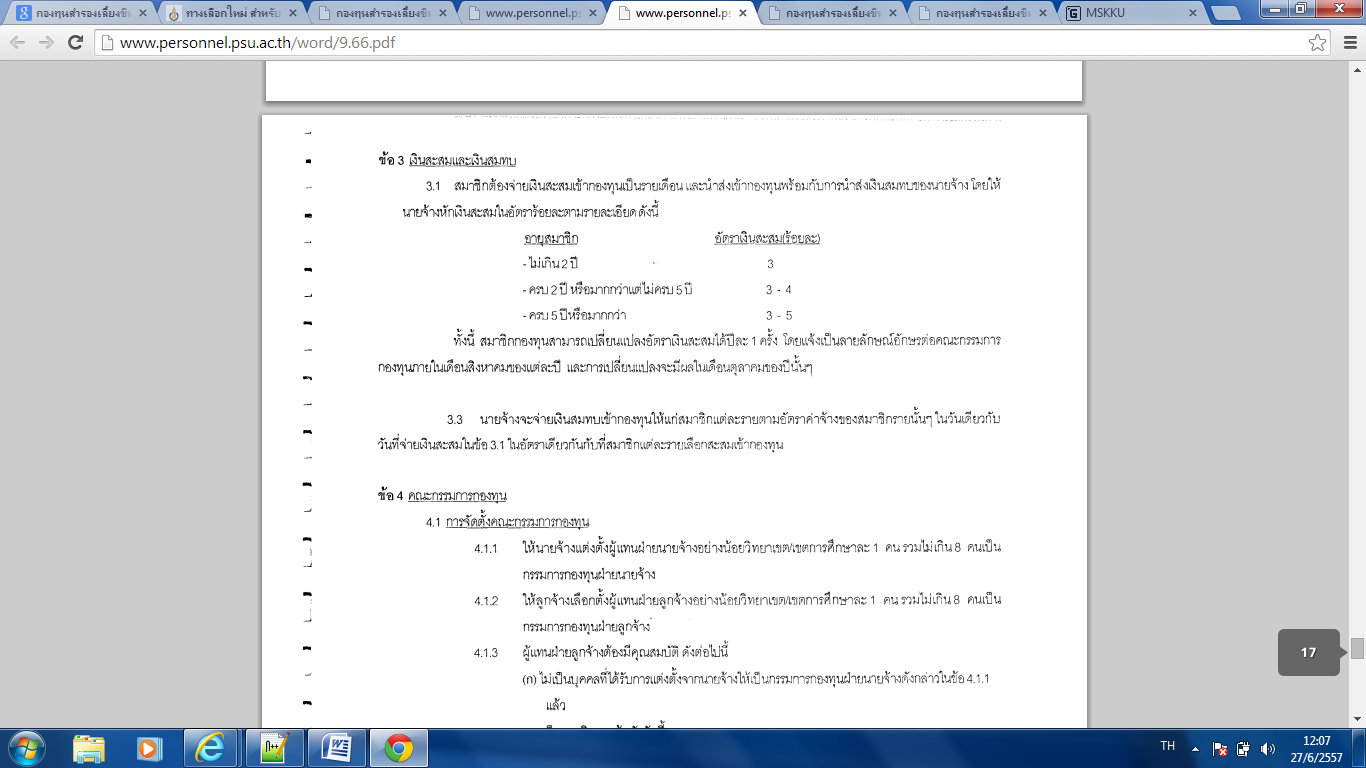 กองทุนสำรองเลี้ยงชีพ
ทางเลือกใหม่ สำหรับ
กองทุนสำรองเลี้ยงชีพ
www.personnel.ps
www.personnel.ps
กองทุนสำรองเลี้ยงชีพ
กองทุนสำรองเลี้ยงชีพ
MSKKU
www.personnel.psu.ac.th/word/9.66.pdf
ข้อ 3 เงินสะสมและเงินสมทบ
3.1 สมาชิกต้องจ่ายเงินสะสมเข้ากองทุนเป็นรายเดือน และนำส่งเข้ากองทุนพร้อมกับการนำส่งเงินสมทบของนายจ้าง โดยให้
นายจ้างหักเงินสะสมในอัตราร้อยละตามรายละเอียด ดังนี้
อายุสมาชิก อัตราเงินสะสม(ร้อยละ)
- ไม่เกิน 2 ปี 3
- ครบ 2 ปี หรือมากกว่าแต่ไม่ครบ 5 ปี 3 - 4
- ครบ 5 ปีหรือมากกว่า 3 - 5
ทั้งนี้ สมาชิกกองทุนสามารถเปลี่ยนแปลงอัตราเงินสะสมได้ปีละ 1 ครั้ง โดยแจ้งเป็นลายลักษณ์อักษรต่อคณะกรรมการ
กองทุนภายในเดือนสิงหาคมของแต่ละปี และการเปลี่ยนแปลงจะมีผลในเดือนตุลาคมของปีนั้นๆ
3.3 นายจ้างจะจ่ายเงินสมทบเข้ากองทุนให้แก่สมาชิกแต่ละรายตามอัตราค่าจ้างของสมาชิกรายนั้นๆ ในวันเดียวกับ
วันที่จ่ายเงินสะสมในข้อ 3.1 ในอัตราเดียวกันกับที่สมาชิกแต่ละรายเลือกสะสมเข้ากองทุน
ข้อ 4 คณะกรรมการกองทุน
4.1 การจัดตั้งคณะกรรมการกองทุน
4.1.1 ให้นายจ้างแต่งตั้งผู้แทนฝ่ายนายจ้างอย่างน้อยวิทยาเขต/เขตการศึกษาละ 1 คน รวมไม่เกิน 8 คนเป็น
กรรมการกองทุนฝ่ายนายจ้าง
4.1.2 ให้ลูกจ้างเลือกตั้งผู้แทนฝ่ายลูกจ้างอย่างน้อยวิทยาเขต/เขตการศึกษาละ 1 คน รวมไม่เกิน 8 คนเป็น
กรรมการกองทุนฝ่ายลูกจ้าง
4.1.3 ผู้แทนฝ่ายลูกจ้างต้องมีคุณสมบัติ ดังต่อไปนี้
(ก) ไม่เป็นบุคคลที่ได้รับการแต่งตั้งจากนายจ้างให้เป็นกรรมการกองทุนฝ่ายนายจ้างดังกล่าวในข้อ 4.1.1
แล้ว
17
TH
12:07
27/6/2557